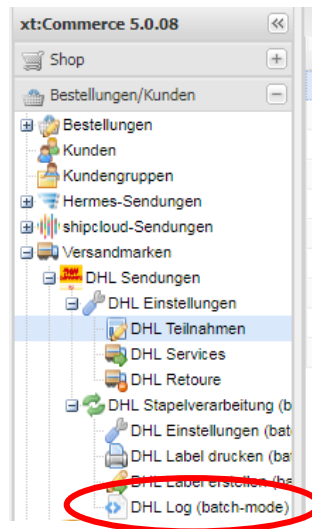 xt:Commerce 5.0.08
Shop
Bestellungen/Kunden
Bestellungen
Kunden
Kundengruppen
Hermes-Sendungen
shipcloud-Sendungen
Versandmarken
DHL Sendungen
DHL Einstellungen
DHL Teilnahmen
DHL Services
DHL Retoure
DHL Stapelverarbeitung (b
DHL Einstellungen (bat
DHL Label drucken (ba
DHL Label erstellen (ba
DHL Log (batch-mode)